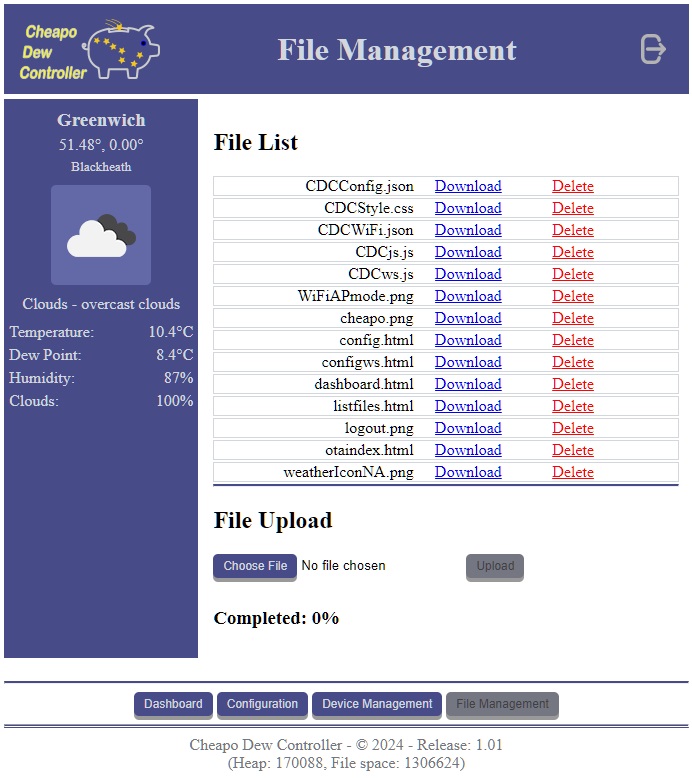 Cheapo
Dew
Controller
File Management
Greenwich
51.48°, 0.00°
Blackheath
Clouds - overcast clouds
Temperature: 10.4°C
Dew Point: 8.4°C
Humidity: 87%
Clouds: 100%
File List
CDCConfig.json Download Delete
CDCStyle.css Download Delete
CDCWiFi.json Download Delete
CDCjs.js Download Delete
CDCws.js Download Delete
WiFiAPmode.png Download Delete
cheapo.png Download Delete
config.html Download Delete
configws.html Download Delete
dashboard.html Download Delete
listfiles.html Download Delete
logout.png Download Delete
otaindex.html Download Delete
weatherIconNA.png Download Delete
File Upload
Choose File No file chosen Upload
Completed: 0%
Dashboard Configuration Device Management File Management
Cheapo Dew Controller - © 2024 - Release: 1.01
(Heap: 170088, File space: 1306624)